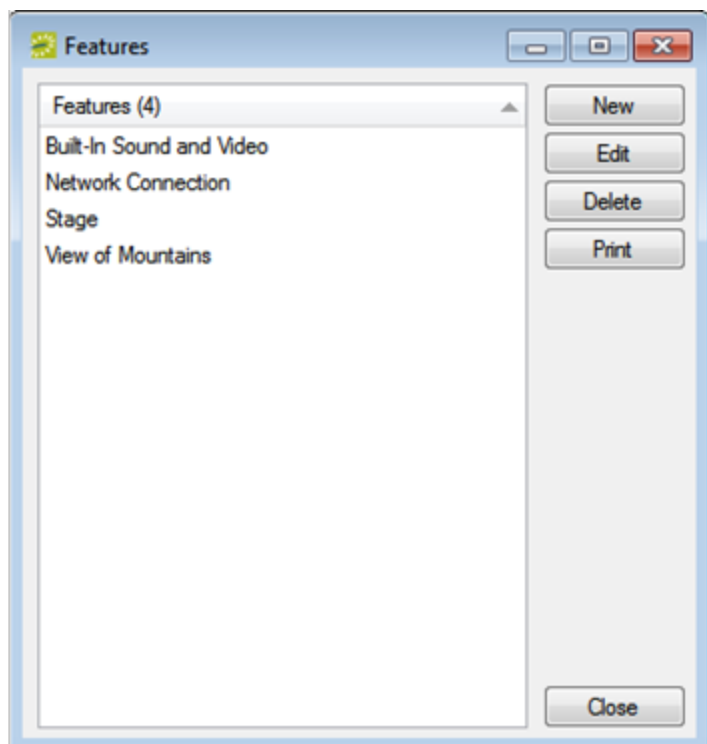 Features
Features (4)
Built-In Sound and Video
Network Connection
Stage
View of Mountains
New
Edit
Delete
Print
Close